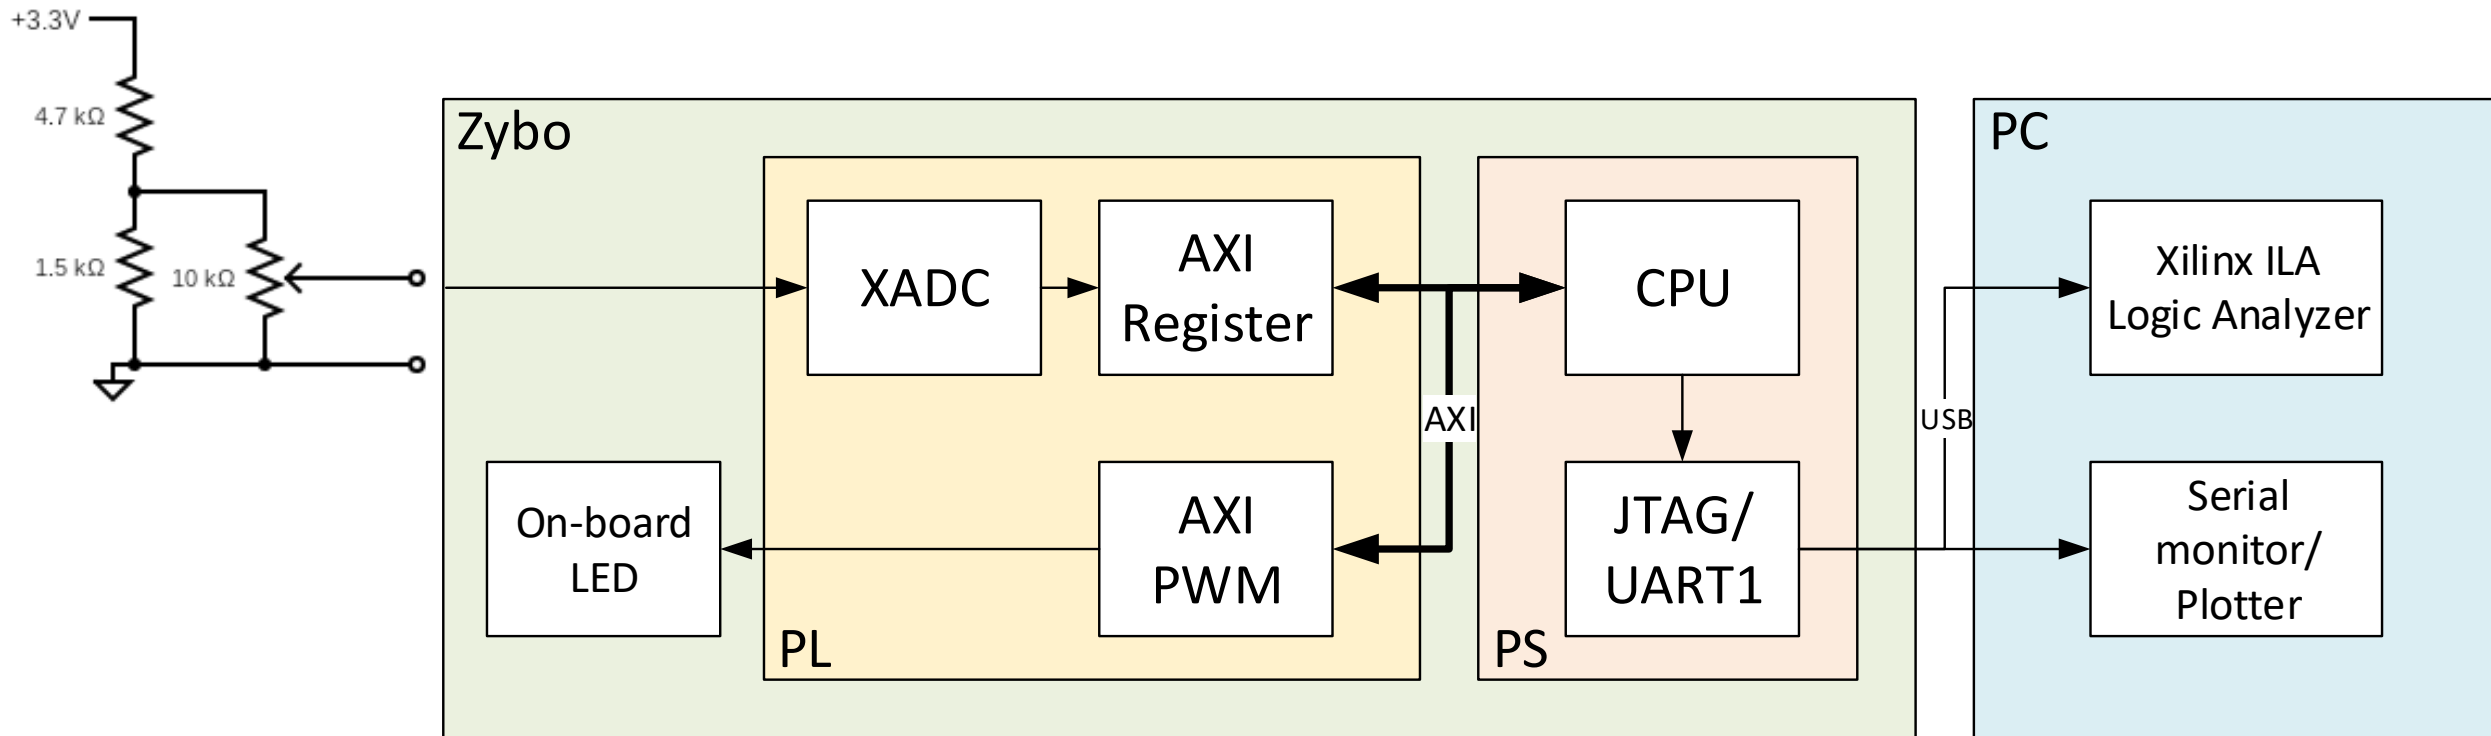 +3.3V
4.7 kΩ
1.5 kΩ
10 kΩ
Zybo
XADC
AXI
Register
On-board
LED
AXI
PWM
PL
AXI
CPU
JTAG/
UART1
PS
USB
PC
Xilinx ILA
Logic Analyzer
Serial
monitor/
Plotter